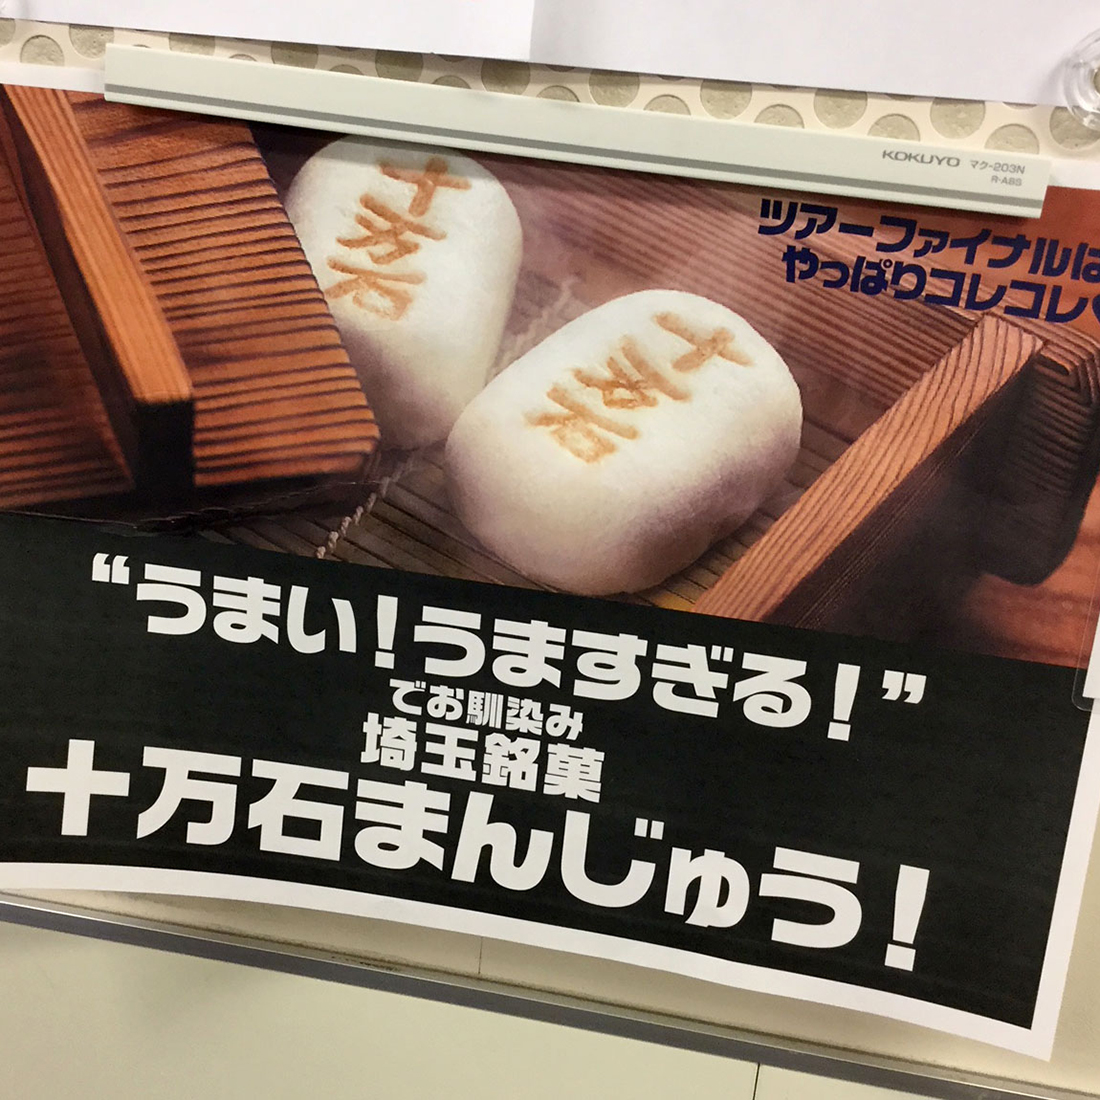 KOKUYO マグ-203N
R-ABS
ツアーファイナルは
やっぱりコレコレ
十万石
十万石
“うまい！うますぎる！”
でお馴染み
埼玉銘菓
十万石まんじゅう！